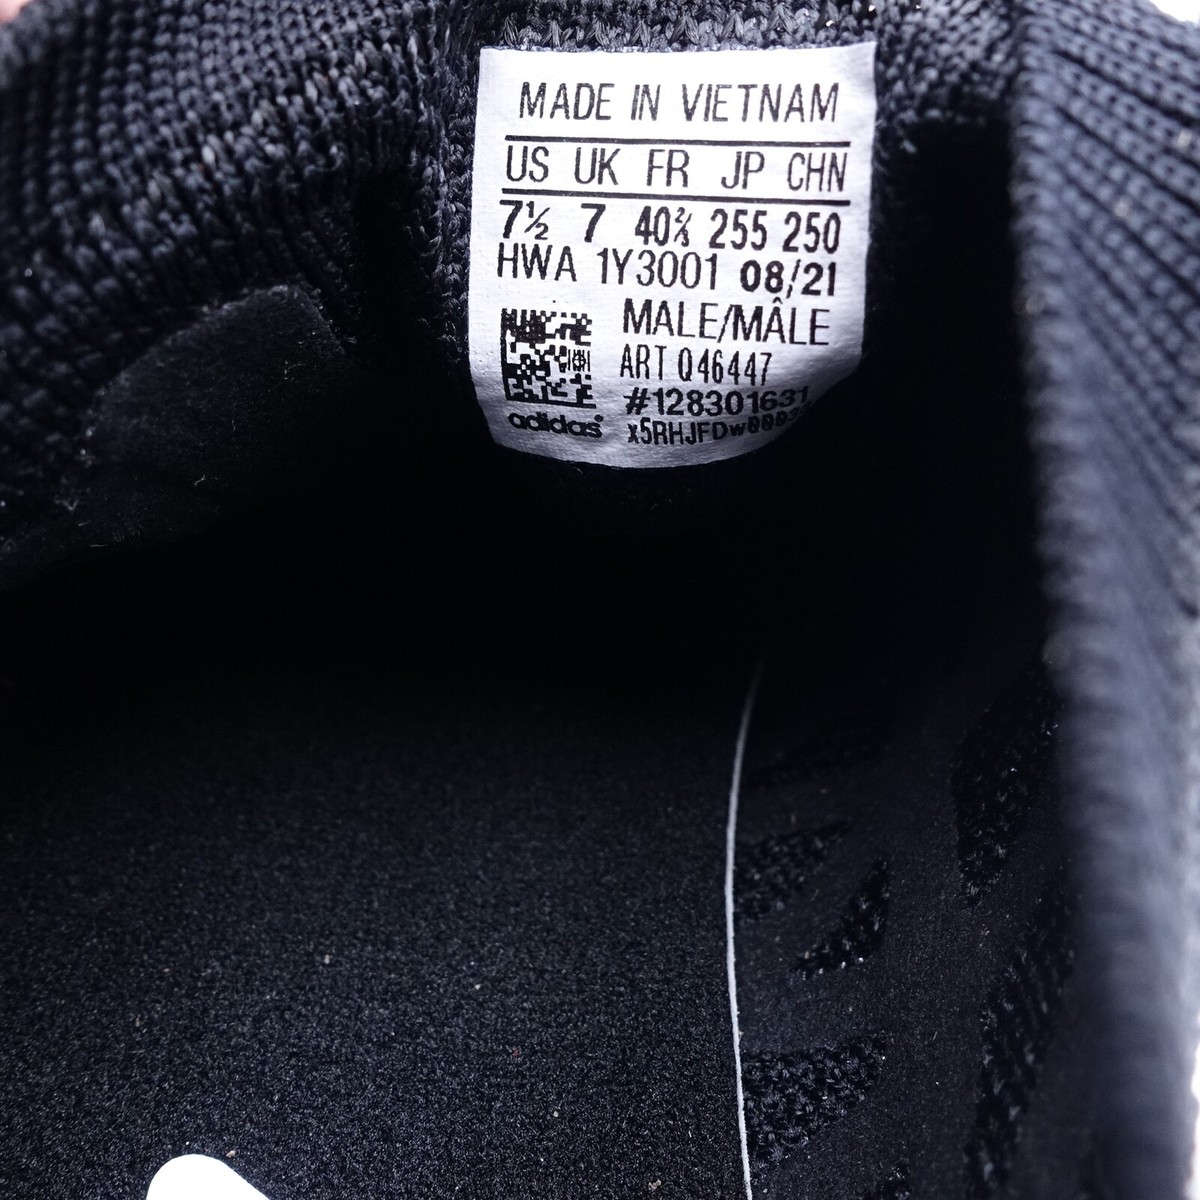 MADE IN VIETNAM
US UK FR JP CHN
7½ 7 40⅔ 255 250
HWA 1Y3001 08/21
MALE/MÂLE
ART Q46447
#128301631
adidas®